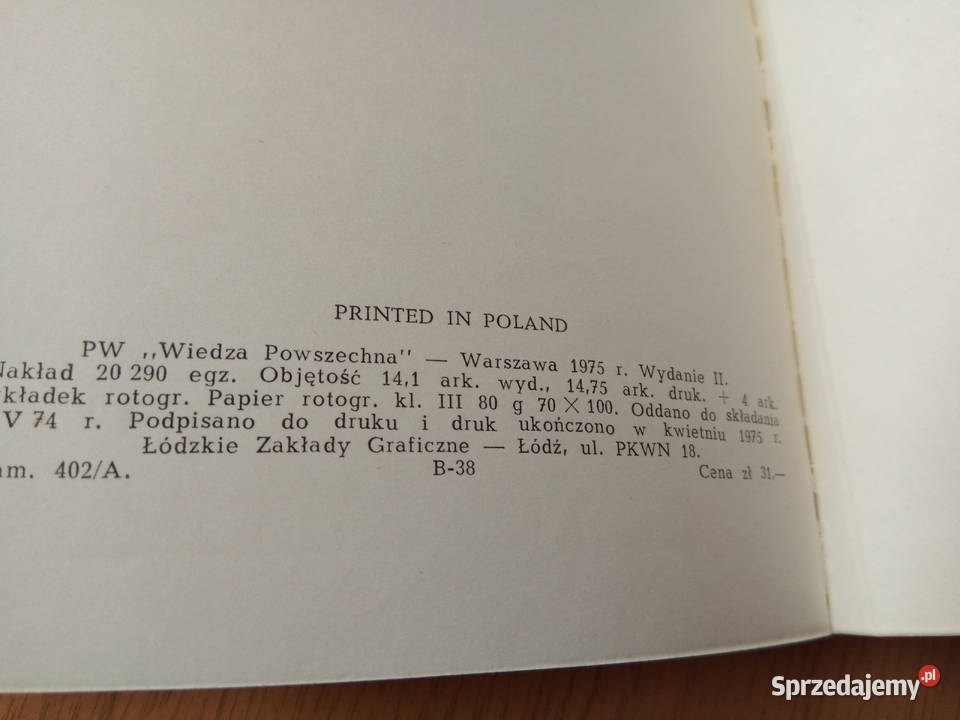 PRINTED IN POLAND
PW ,,Wiedza Powszechna" — Warszawa 1975 r. Wydanie II.
Nakład 20 290 egz. Objętość 14,1 ark. wyd., 14,75 ark. druk. + 4 ark.
wkładek rotogr. Papier rotogr. kl. III 80 g 70 × 100. Oddano do składania
V 74 r. Podpisano do druku i druk ukończono w kwietniu 1975 r.
Łódzkie Zakłady Graficzne — Łódź, ul. PKWN 18.
am. 402/A. B-38 Cena zł 31.—
Sprzedajemy.pl